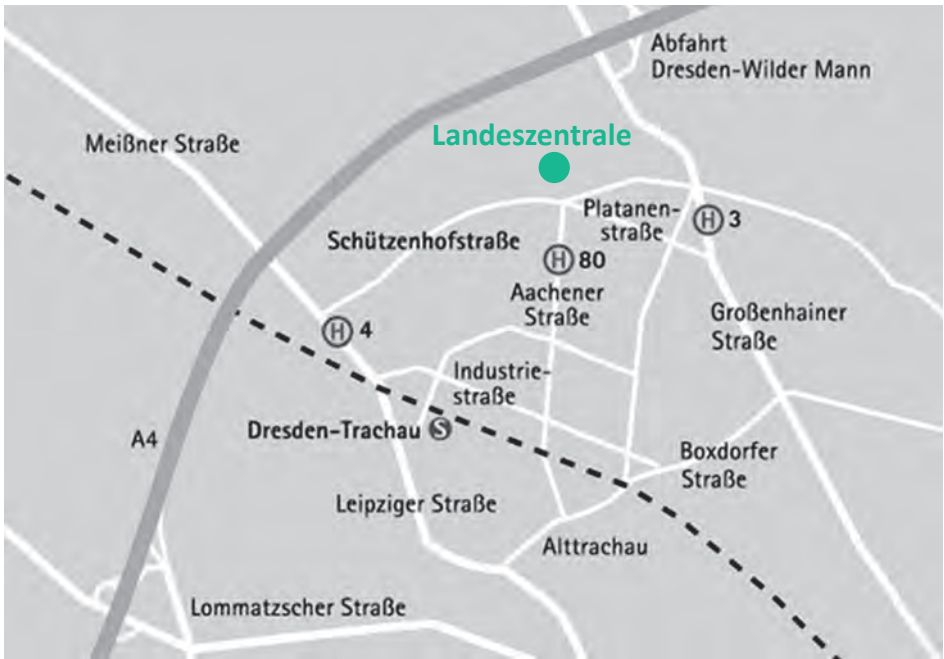 Abfahrt
Dresden-Wilder Mann
Landeszentrale
Meißner Straße
Platanen-
straße
H 3
Schützenhofstraße
H 80
Aachener
Straße
Großenhainer
Straße
H 4
Industrie-
straße
Dresden-Trachau S
A4
Boxdorfer
Straße
Leipziger Straße
Alttrachau
Lommatzscher Straße